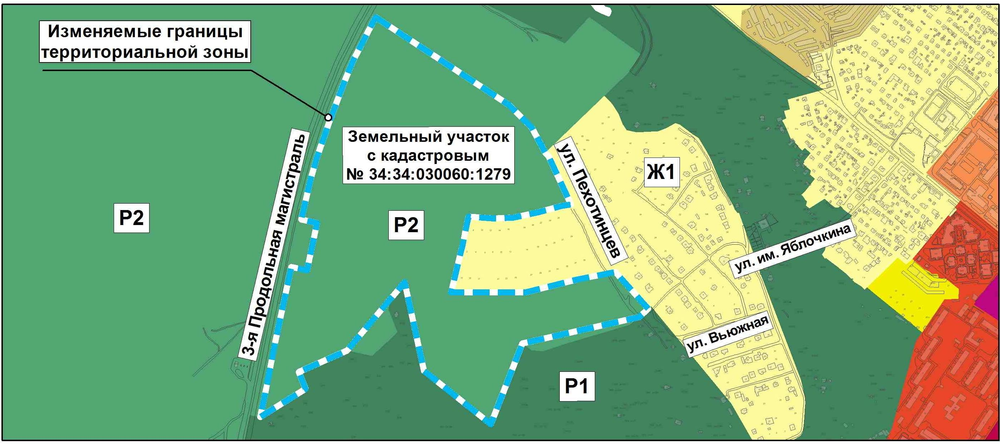 Изменяемые границы
территориальной зоны
Земельный участок
с кадастровым
№ 34:34:030060:1279
3-я Продольная магистраль
ул. Пехотинцев
Ж1
Р2
Р2
ул. им. Яблочкина
ул. Вьюжная
Р1